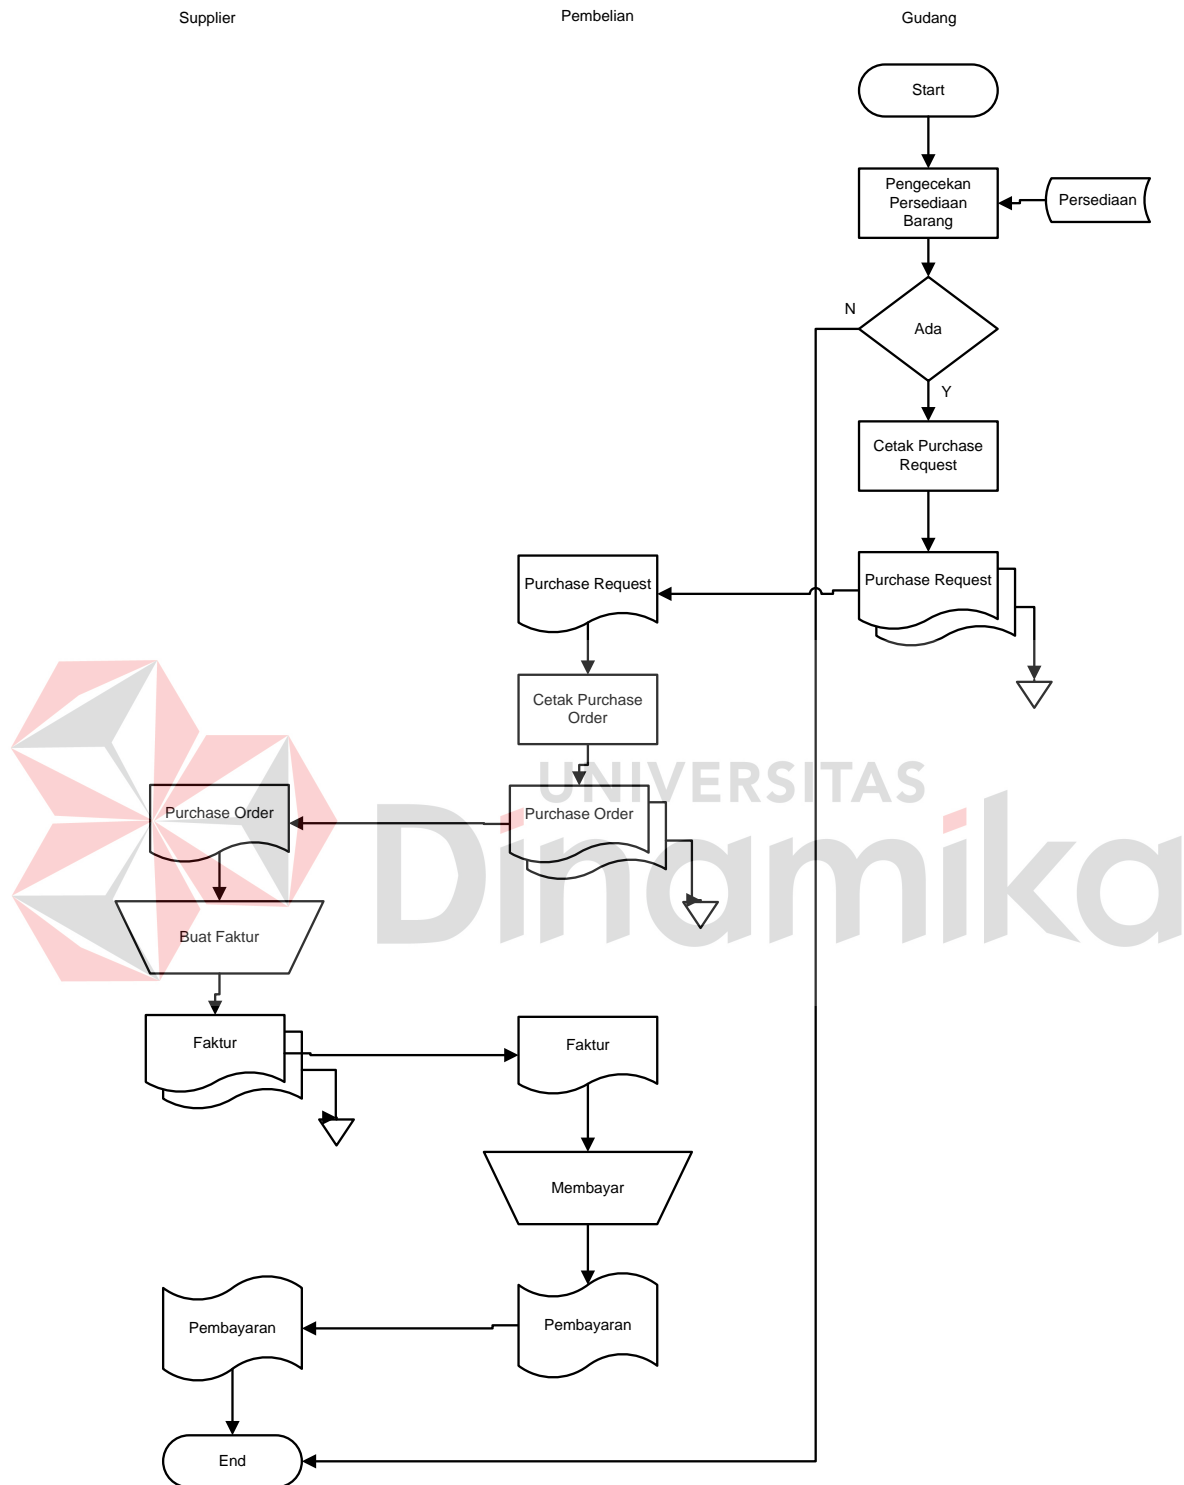 Supplier
Pembelian
Gudang
Start
Pengecekan
Persediaan
Barang
Persediaan
N
Ada
Y
Cetak Purchase
Request
Purchase Request
Purchase Request
Cetak Purchase
Order
UNIVERSITAS
Dinamika
Purchase Order
Purchase Order
Buat Faktur
Faktur
Faktur
Membayar
Pembayaran
Pembayaran
End